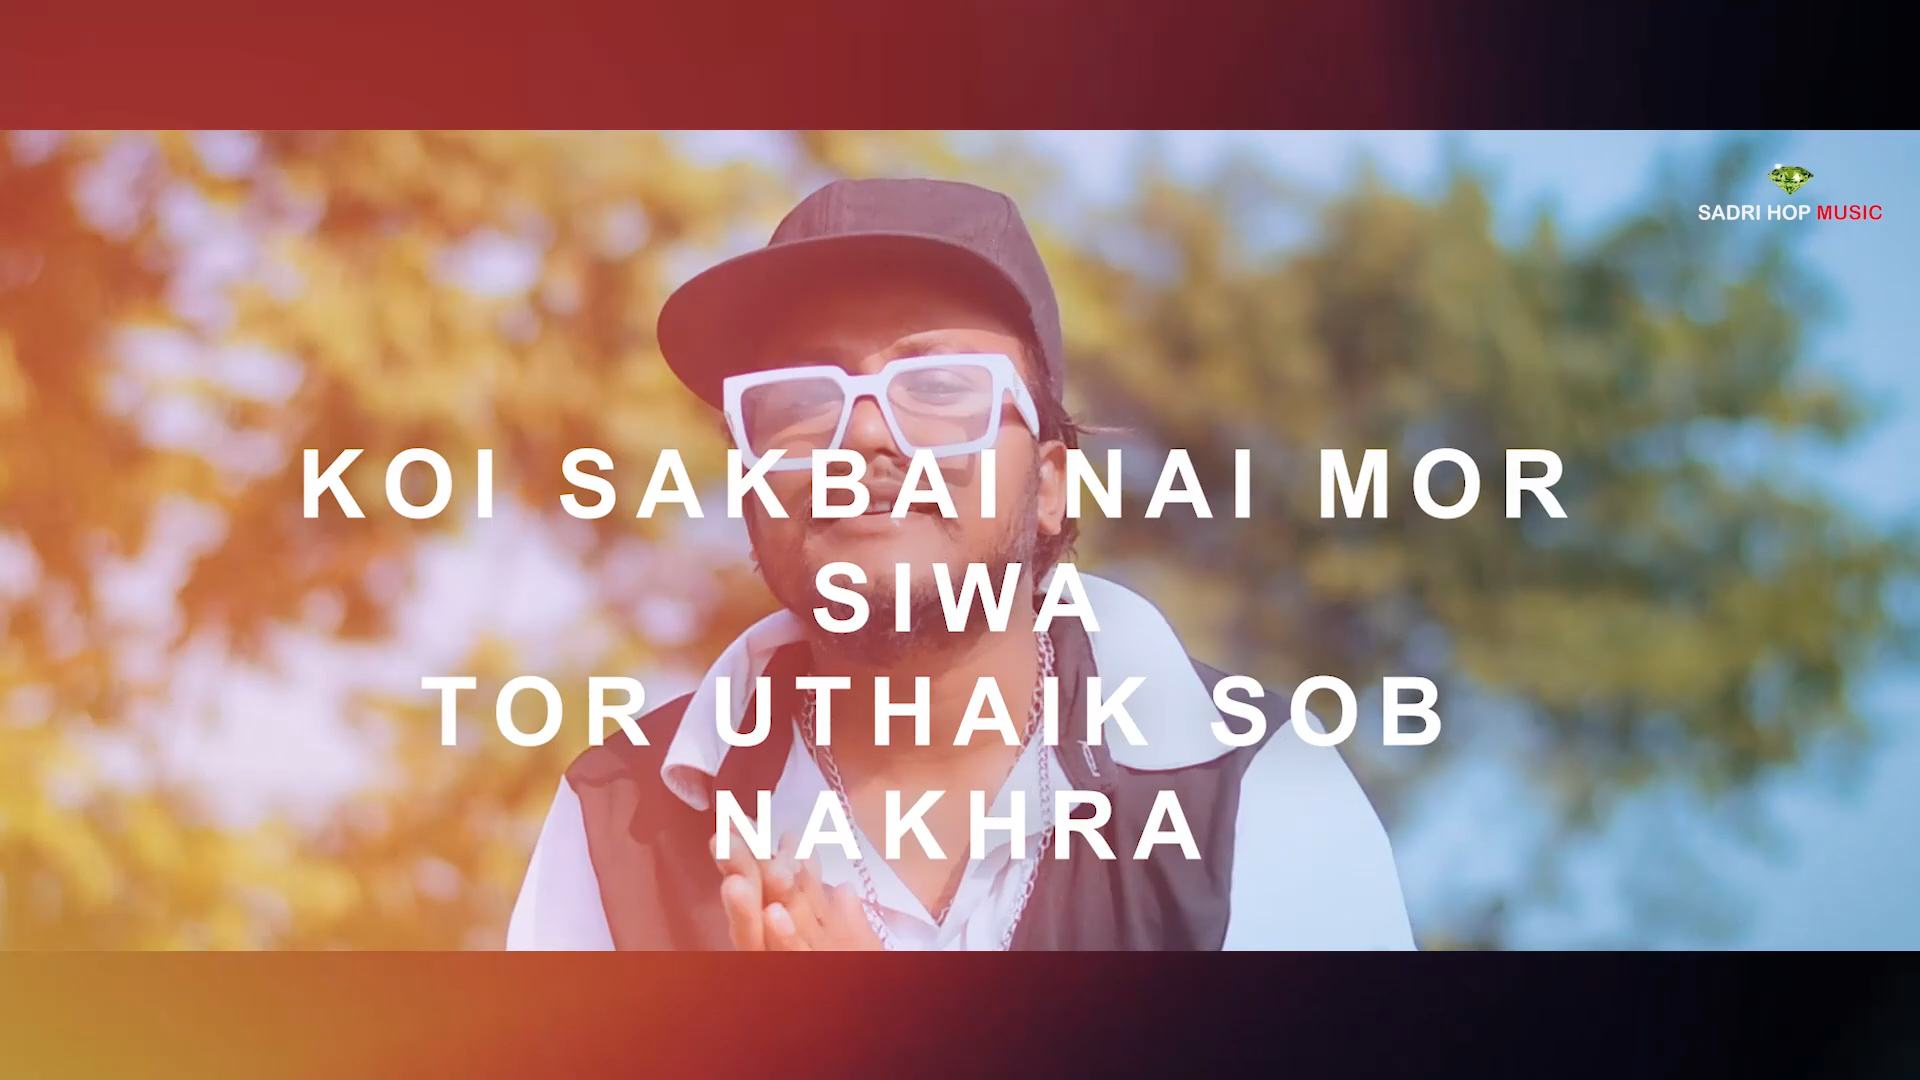 SADRI HOP MUSIC
KOI SAKBAI NAI MOR
SIWA
TOR UTHAIK SOB
NAKHRA